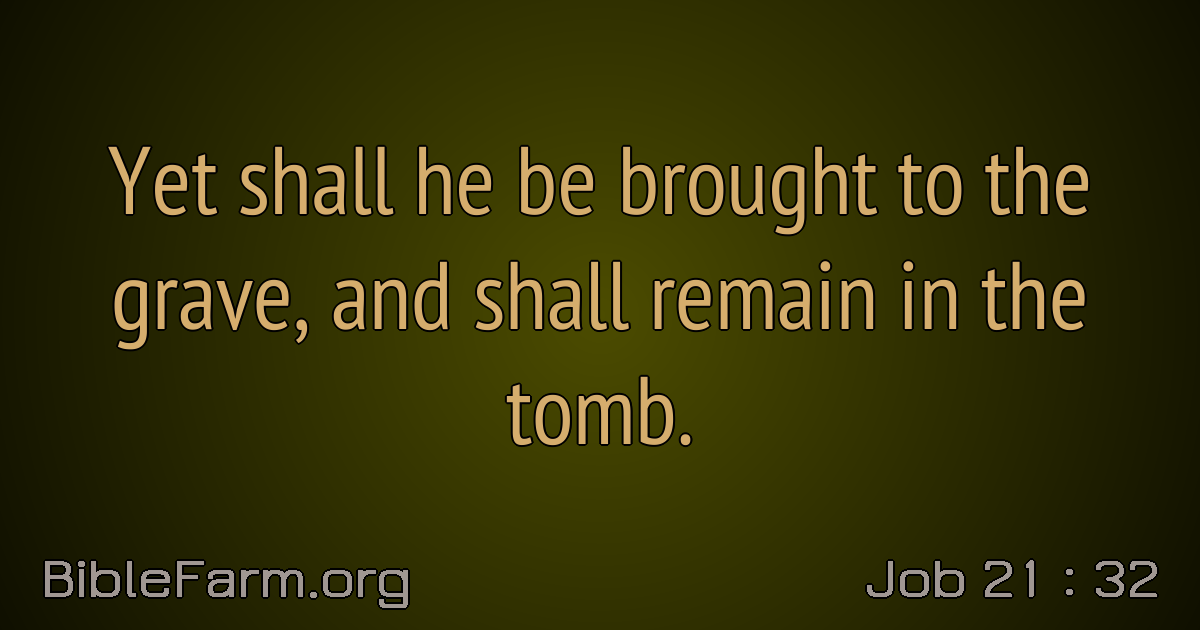 Yet shall he be brought to the
grave, and shall remain in the
tomb.
BibleFarm.org
Job 21 : 32